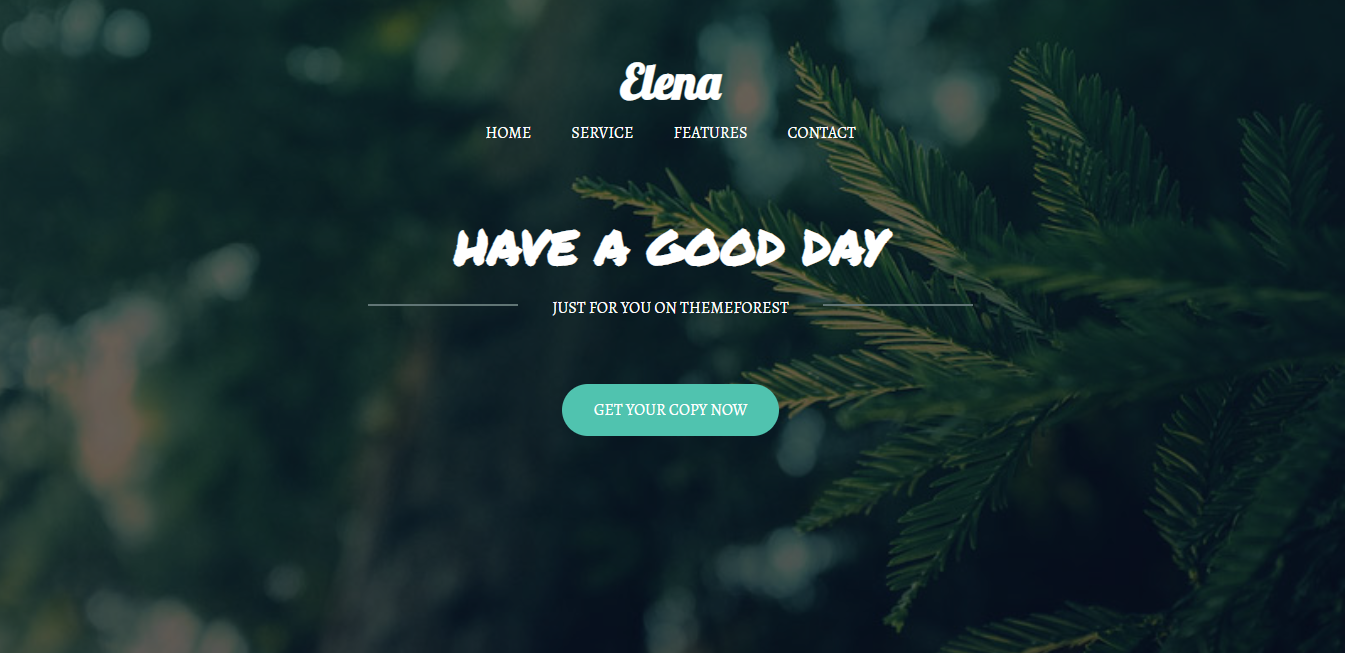 Elena
HOME SERVICE FEATURES CONTACT
HAVE A GOOD DAY
JUST FOR YOU ON THEMEFOREST
GET YOUR COPY NOW